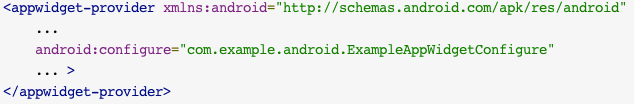 <appwidget-provider xmlns:android="http://schemas.android.com/apk/res/android"
    ...
    android:configure="com.example.android.ExampleAppWidgetConfigure"
    ... >
</appwidget-provider>